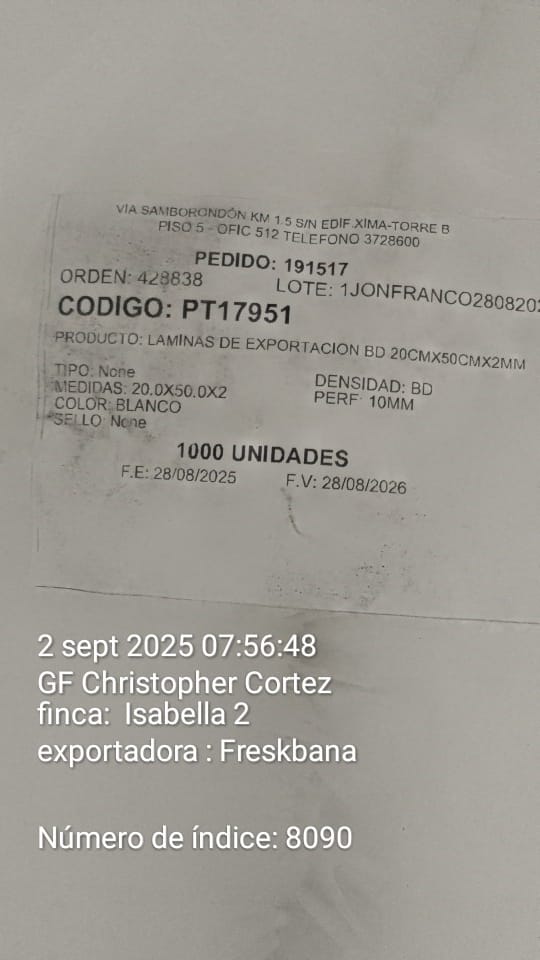 VIA SAMBORONDÓN KM 1.5 S/N EDIF.XIMA-TORRE B
PISO 5 - OFIC 512 TELEFONO 3728600
PEDIDO: 191517
ORDEN: 428838
LOTE: 1JONFRANCO2808202
CODIGO: PT17951
PRODUCTO: LAMINAS DE EXPORTACION BD 20CMX50CMX2MM
TIPO: None
MEDIDAS: 20.0X50.0X2
DENSIDAD: BD
COLOR: BLANCO
PERF: 10MM
SELLO: None
1000 UNIDADES
F.E: 28/08/2025
F.V: 28/08/2026
2 sept 2025 07:56:48
GF Christopher Cortez
finca: Isabella 2
exportadora : Freskbana
Número de índice: 8090